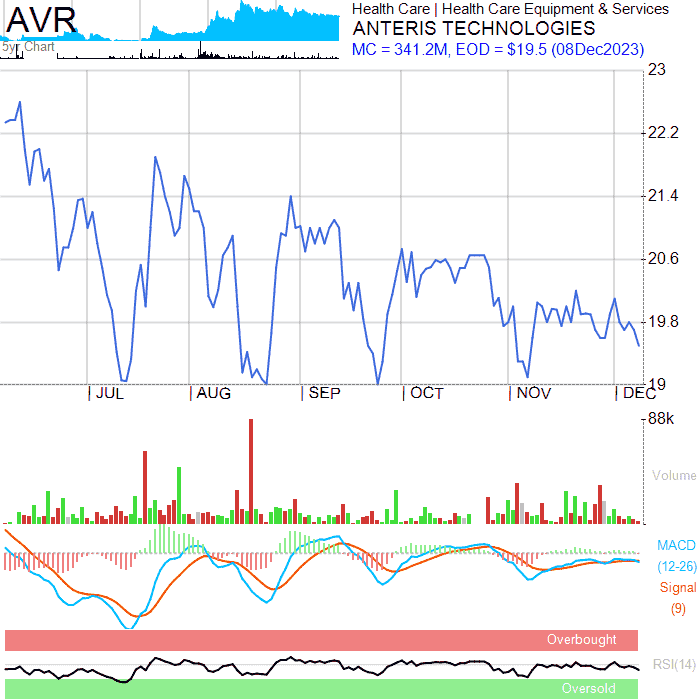 AVR
Health Care | Health Care Equipment & Services
ANTERIS TECHNOLOGIES
MC = 341.2M, EOD = $19.5 (08Dec2023)
5yr Chart
23
22.2
21.4
20.6
19.8
19
JUL AUG SEP OCT NOV DEC
88k
Volume
MACD
(12-26)
Signal
(9)
Overbought
RSI(14)
Oversold